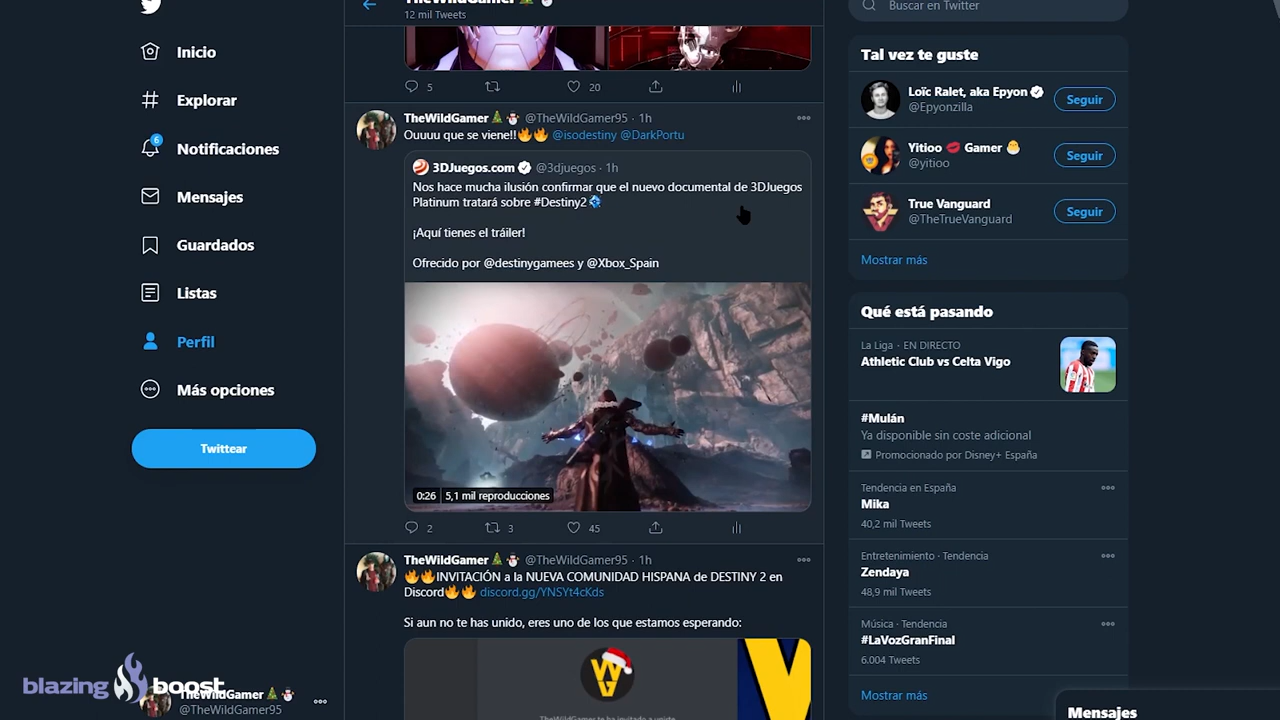 TheWildGamer
12 mil Tweets
Buscar en Twitter
Inicio
Explorar
6
Notificaciones
Mensajes
Guardados
Listas
Perfil
Más opciones
Twittear
5
20
TheWildGamer @TheWildGamer95 · 1h
Ouuuu que se viene!! @isodestiny @DarkPortu
3DJuegos.com @3djuegos · 1h
Nos hace mucha ilusión confirmar que el nuevo documental de 3DJuegos
Platinum tratará sobre #Destiny2
¡Aquí tienes el tráiler!
Ofrecido por @destinygamees y @Xbox_Spain
0:26 5,1 mil reproducciones
2
3
45
TheWildGamer @TheWildGamer95 · 1h
INVITACIÓN a la NUEVA COMUNIDAD HISPANA de DESTINY 2 en
Discord discord.gg/YNSYt4cKds
Si aun no te has unido, eres uno de los que estamos esperando:
TheWildGamer te ha invitado a unirte
Tal vez te guste
Loïc Ralet, aka Epyon
@Epyonzilla
Seguir
Yitioo Gamer
@yitioo
Seguir
True Vanguard
@TheTrueVanguard
Seguir
Mostrar más
Qué está pasando
La Liga · EN DIRECTO
Athletic Club vs Celta Vigo
#Mulán
Ya disponible sin coste adicional
Promocionado por Disney+ España
Tendencia en España
Mika
40,2 mil Tweets
Entretenimiento · Tendencia
Zendaya
48,9 mil Tweets
Música · Tendencia
#LaVozGranFinal
6.004 Tweets
Mostrar más
Mensajes
blazing boost
TheWildGamer
@TheWildGamer95